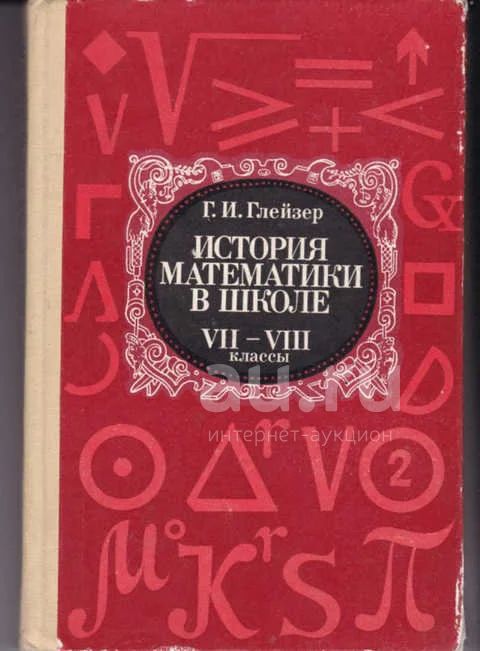 Г. И. Глейзер
ИСТОРИЯ
МАТЕМАТИКИ
В ШКОЛЕ
VII – VIII
классы
au.ru
интернет-аукцион